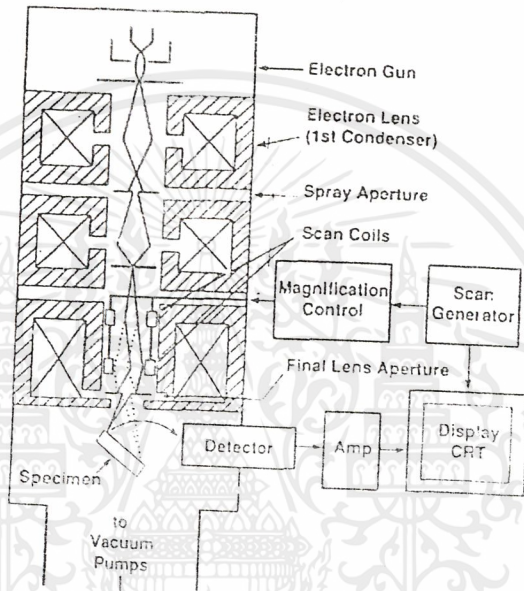 Electron Gun
Electron Lens
(1st Condenser)
Spray Aperture
Scan Coils
Magnification
Control
Scan
Generator
Final Lens Aperture
Detector
Amp
Display
CRT
Specimen
to
Vacuum
Pumps